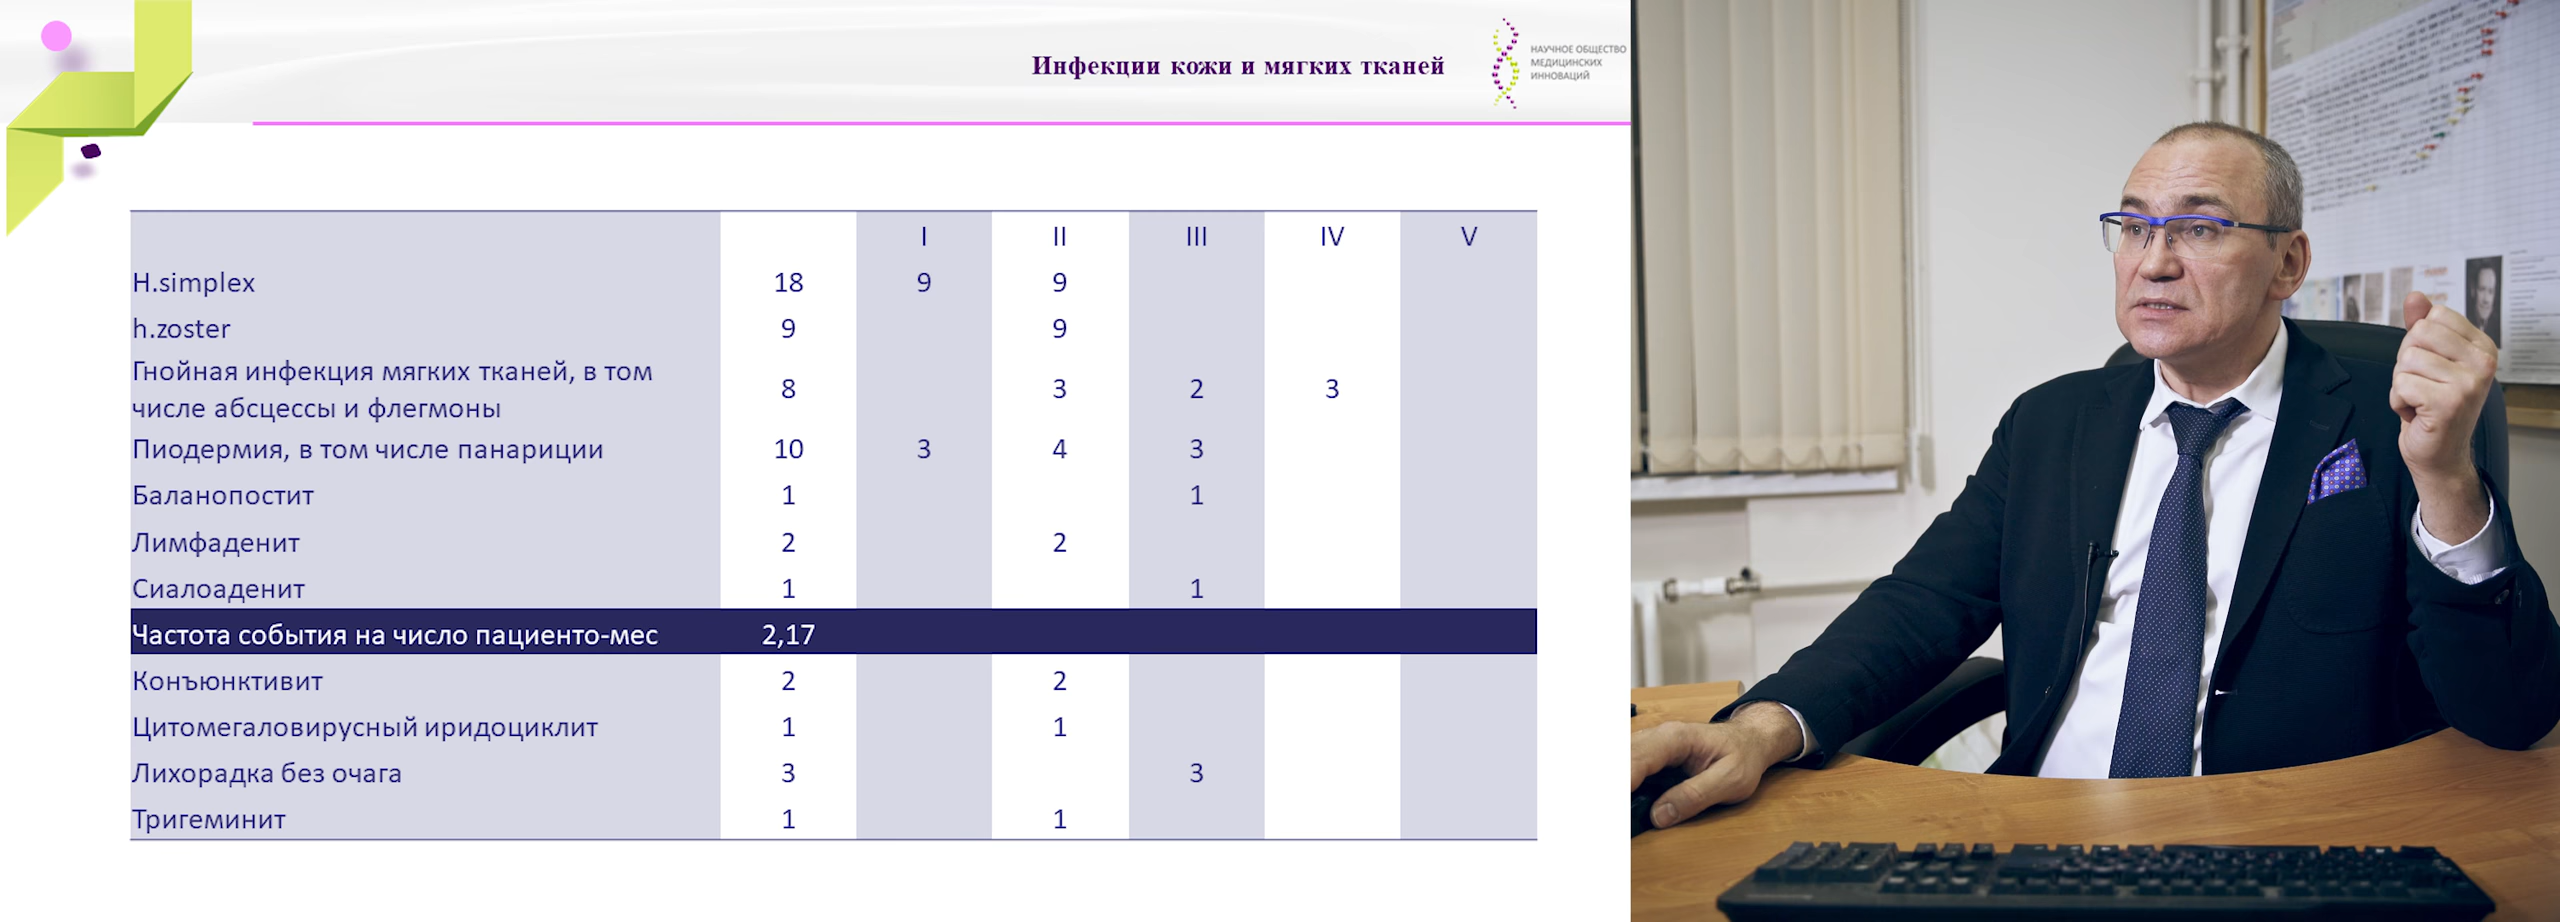 Инфекции кожи и мягких тканей
НАУЧНОЕ ОБЩЕСТВО
МЕДИЦИНСКИХ
ИННОВАЦИЙ
I II III IV V
H.simplex 18 9 9
h.zoster 9 9
Гнойная инфекция мягких тканей, в том
числе абсцессы и флегмоны 8 3 2 3
Пиодермия, в том числе панариции 10 3 4 3
Баланопостит 1 1
Лимфаденит 2 2
Сиалоаденит 1 1
Частота события на число пациенто-мес 2,17
Конъюнктивит 2 2
Цитомегаловирусный иридоциклит 1 1
Лихорадка без очага 3 3
Тригеминит 1 1